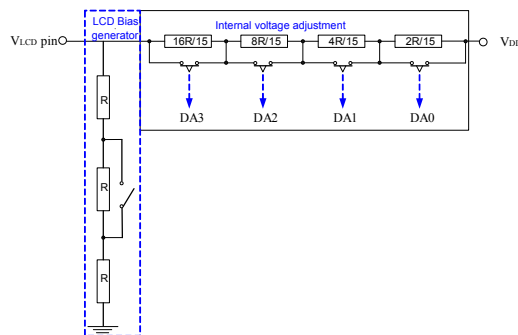 LCD Bias
generator
Internal voltage adjustment
VLCD pin
16R/15
8R/15
4R/15
2R/15
DA3
DA2
DA1
DA0
R
R
R